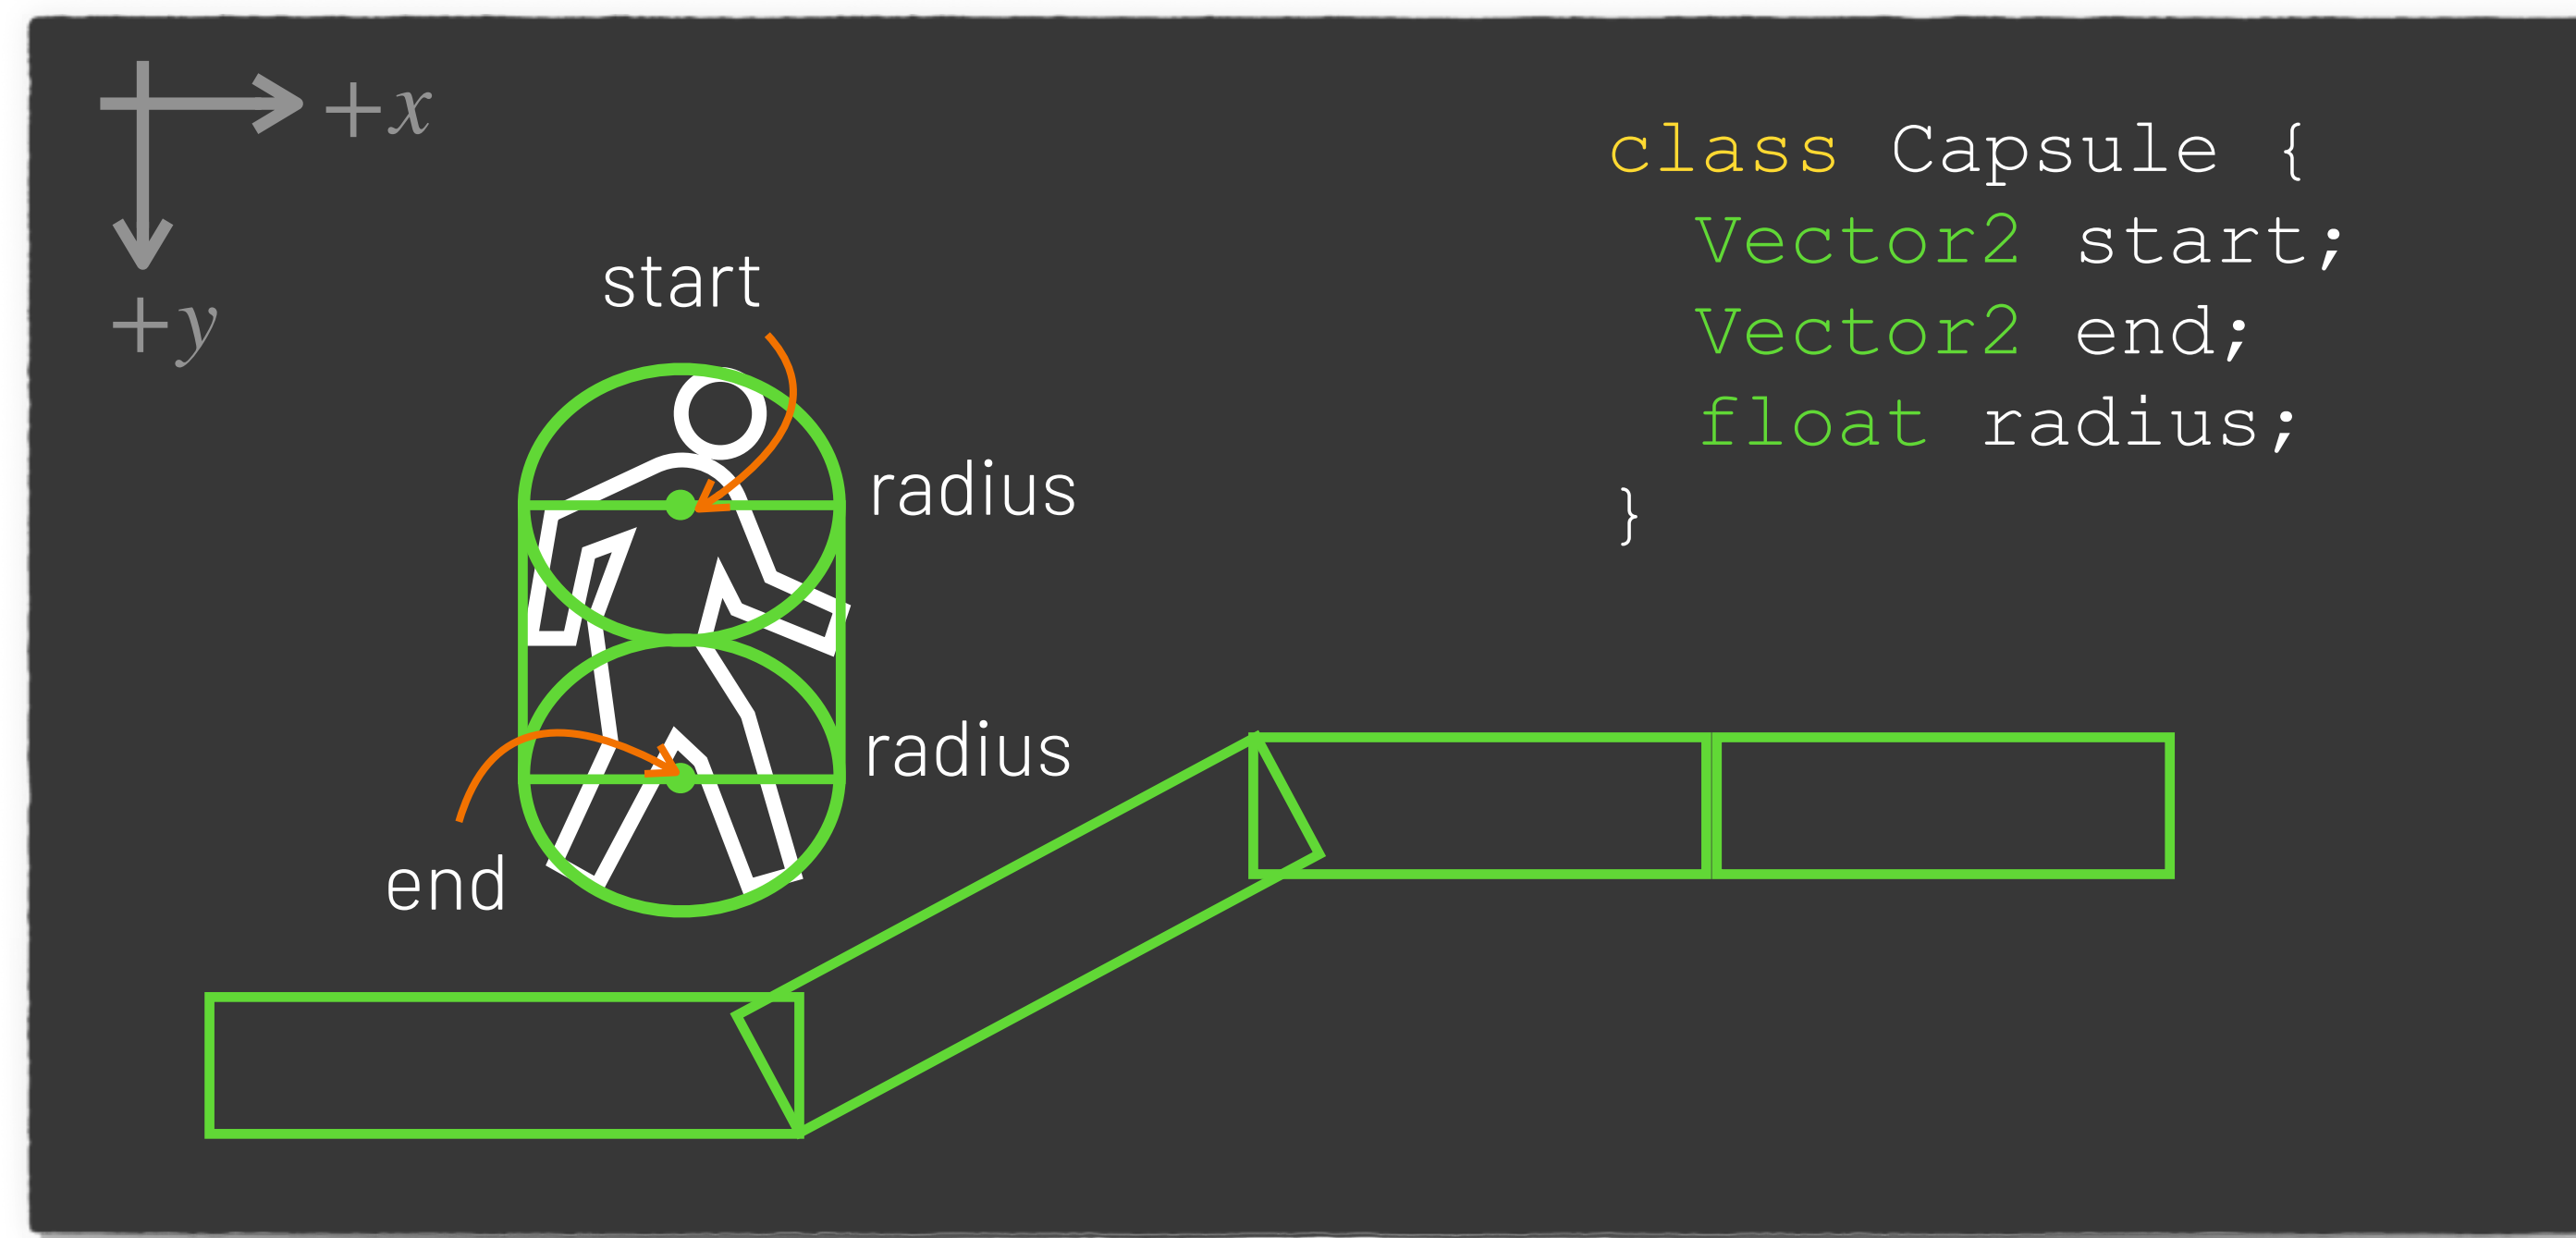 +x
+y
start
radius
radius
end
class Capsule {
Vector2 start;
Vector2 end;
float radius;
}